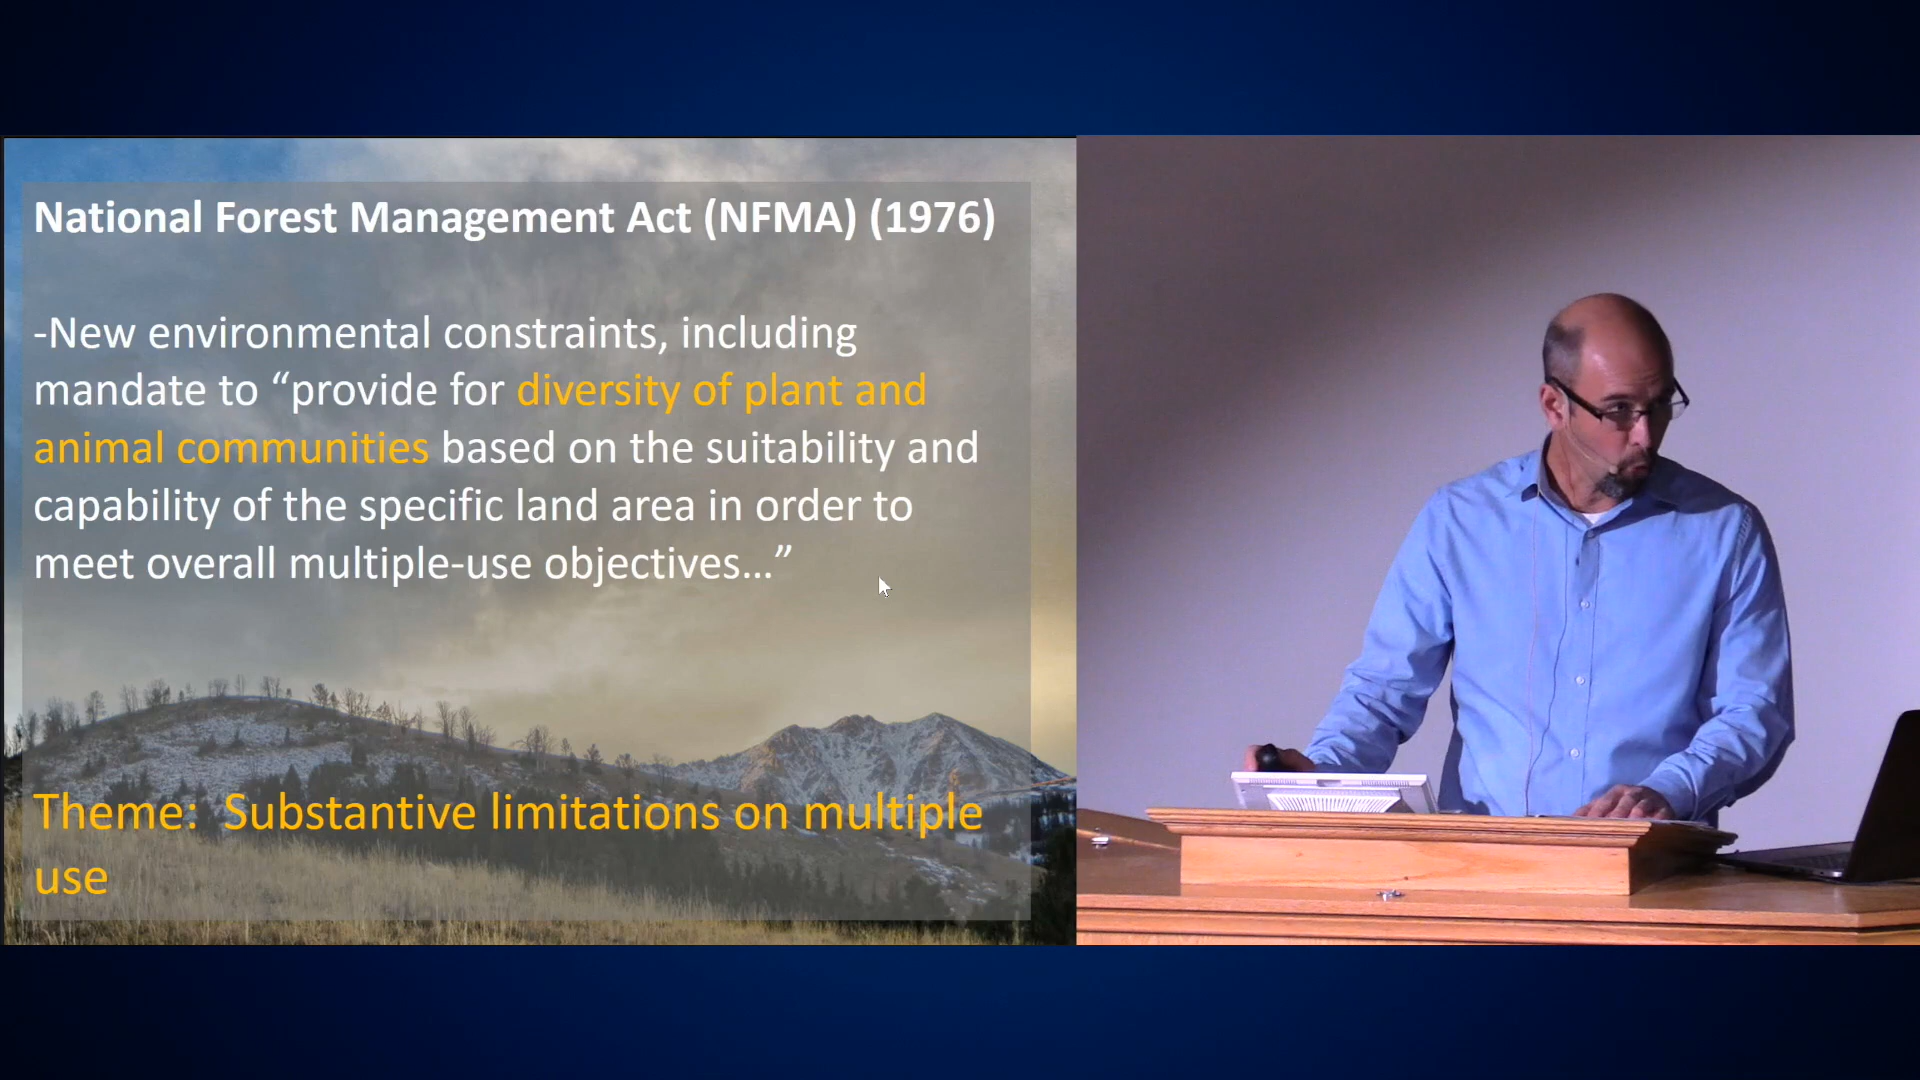 National Forest Management Act (NFMA) (1976)
-New environmental constraints, including
mandate to “provide for diversity of plant and
animal communities based on the suitability and
capability of the specific land area in order to
meet overall multiple-use objectives…”
Theme:  Substantive limitations on multiple
use